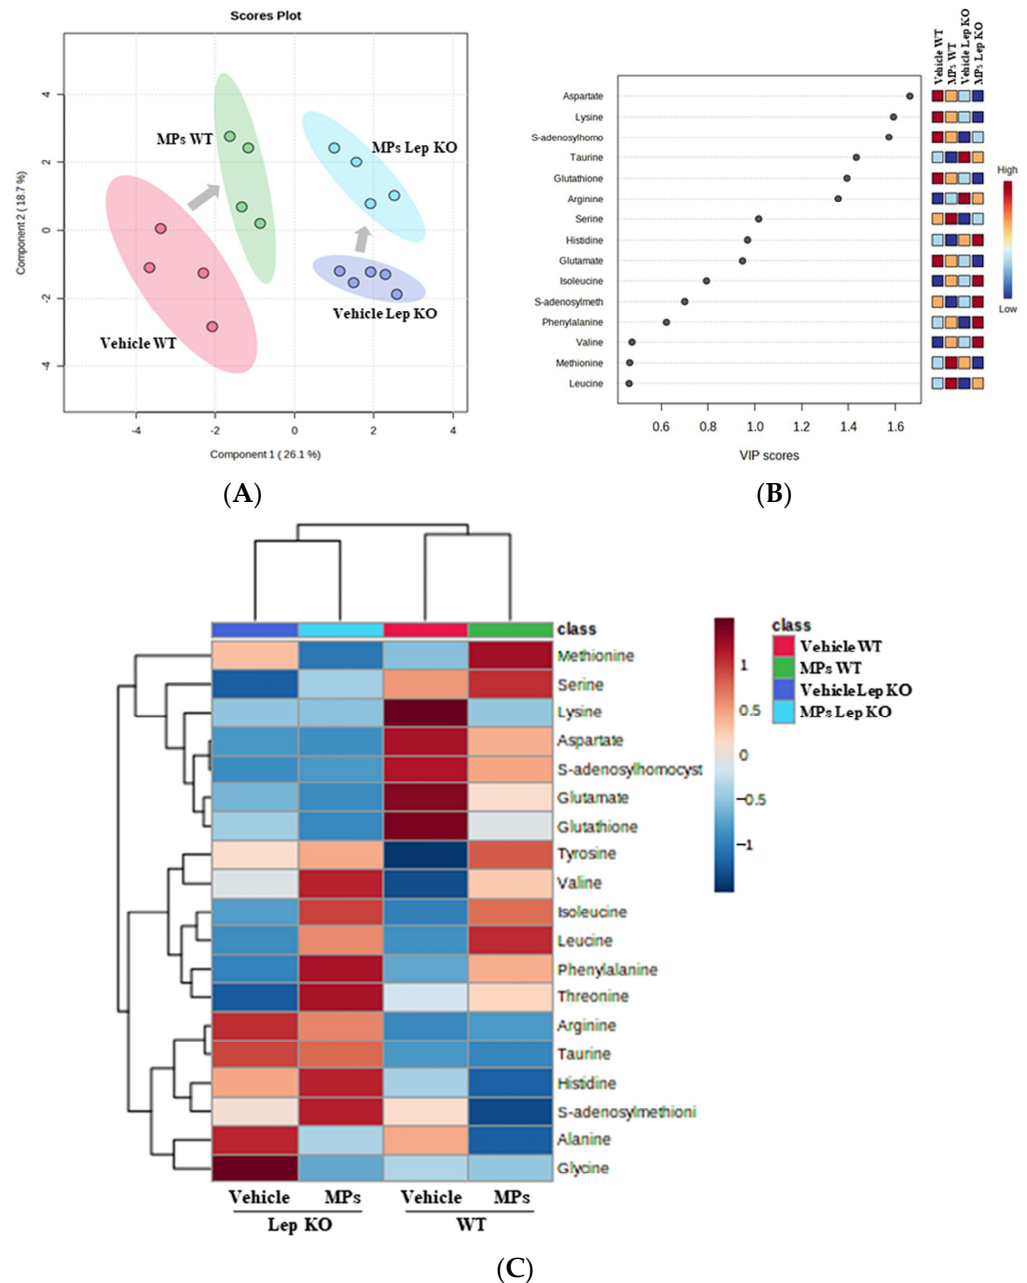 Scores Plot
Component 2 ( 18.7 %)
4
2
0
-2
-4
MPs WT
MPs Lep KO
Vehicle WT
Vehicle Lep KO
-4
-2
0
2
4
Component 1 ( 26.1 %)
(A)
Vehicle WT
MPs WT
Vehicle Lep KO
MPs Lep KO
Aspartate
Lysine
S-adenosylhomo
Taurine
Glutathione
Arginine
Serine
Histidine
Glutamate
Isoleucine
S-adenosylmeth
Phenylalanine
Valine
Methionine
Leucine
High
Low
0.6
0.8
1.0
1.2
1.4
1.6
VIP scores
(B)
class
Methionine
Serine
Lysine
Aspartate
S-adenosylhomocyst
Glutamate
Glutathione
Tyrosine
Valine
Isoleucine
Leucine
Phenylalanine
Threonine
Arginine
Taurine
Histidine
S-adenosylmethioni
Alanine
Glycine
1
0.5
0
−0.5
−1
class
Vehicle WT
MPs WT
Vehicle Lep KO
MPs Lep KO
Vehicle MPs Vehicle MPs
Lep KO WT
(C)